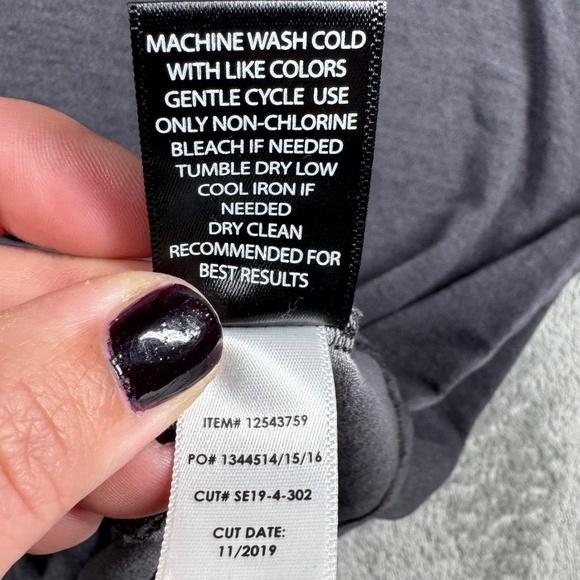 MACHINE WASH COLD
WITH LIKE COLORS
GENTLE CYCLE USE
ONLY NON-CHLORINE
BLEACH IF NEEDED
TUMBLE DRY LOW
COOL IRON IF
NEEDED
DRY CLEAN
RECOMMENDED FOR
BEST RESULTS
ITEM# 12543759
PO# 1344514/15/16
CUT# SE19-4-302
CUT DATE:
11/2019